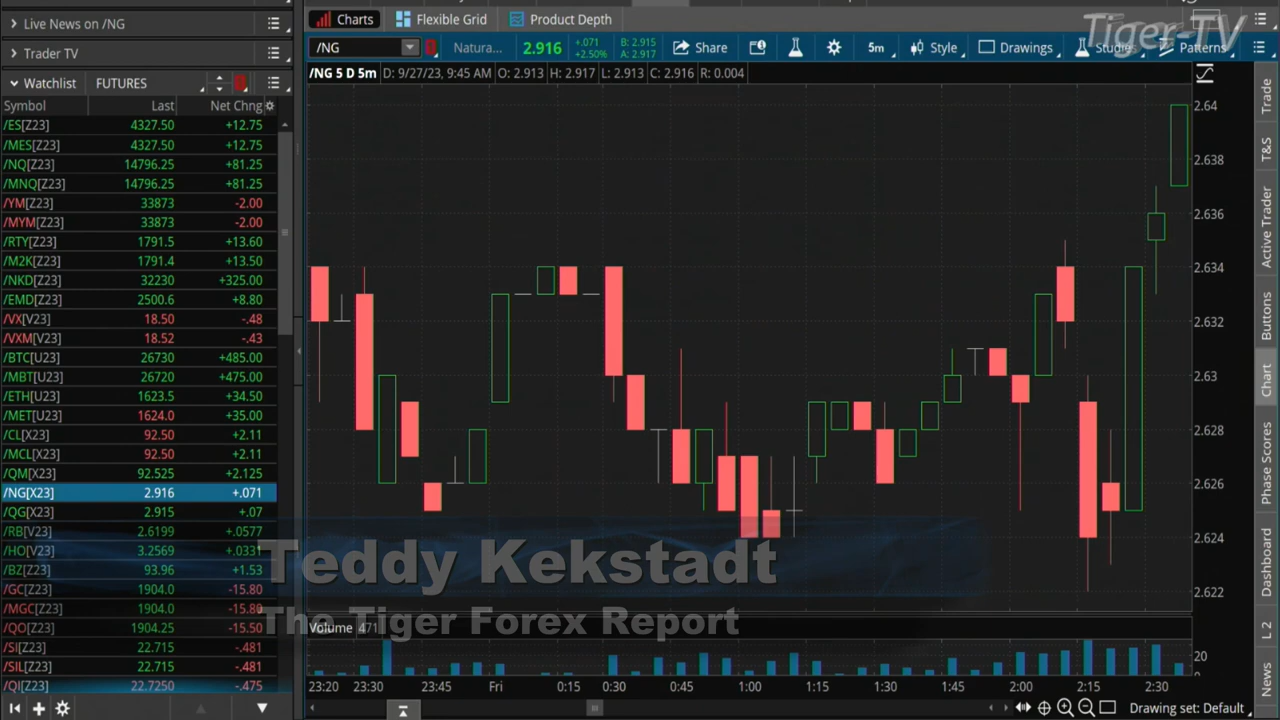 Live News on /NG
Charts
Flexible Grid
Product Depth
Tiger-TV
Trader TV
/NG
Natura...
2.916
+.071
+2.50%
B: 2.915
A: 2.917
Share
5m
Style
Drawings
Studies
Patterns
Watchlist
FUTURES
/NG 5 D 5m
D: 9/27/23, 9:45 AM
O: 2.913
H: 2.917
L: 2.913
C: 2.916
R: 0.004
Symbol Last Net Chng
/ES[Z23] 4327.50 +12.75
/MES[Z23] 4327.50 +12.75
/NQ[Z23] 14796.25 +81.25
/MNQ[Z23] 14796.25 +81.25
/YM[Z23] 33873 -2.00
/MYM[Z23] 33873 -2.00
/RTY[Z23] 1791.5 +13.60
/M2K[Z23] 1791.4 +13.50
/NKD[Z23] 32230 +325.00
/EMD[Z23] 2500.6 +8.80
/VX[V23] 18.50 -.48
/VXM[V23] 18.52 -.43
/BTC[U23] 26730 +485.00
/MBT[U23] 26720 +475.00
/ETH[U23] 1623.5 +34.50
/MET[U23] 1624.0 +35.00
/CL[X23] 92.50 +2.11
/MCL[X23] 92.50 +2.11
/QM[X23] 92.525 +2.125
/NG[X23] 2.916 +.071
/QG[X23] 2.915 +.07
/RB[V23] 2.6199 +.0577
/HO[V23] 3.2569 +.0331
/BZ[Z23] 93.96 +1.53
/GC[Z23] 1904.0 -15.80
/MGC[Z23] 1904.0 -15.80
/QO[Z23] 1904.25 -15.50
/SI[Z23] 22.715 -.481
/SIL[Z23] 22.715 -.481
/QI[Z23] 22.7250 -.475
2.64
2.638
2.636
2.634
2.632
2.63
2.628
2.626
2.624
2.622
Teddy Kekstadt
The Tiger Forex Report
Volume 471
20
0
23:20 23:30 23:45 Fri 0:15 0:30 0:45 1:00 1:15 1:30 1:45 2:00 2:15 2:30
Drawing set: Default
Trade
T&S
Active Trader
Buttons
Chart
Phase Scores
Dashboard
L 2
News